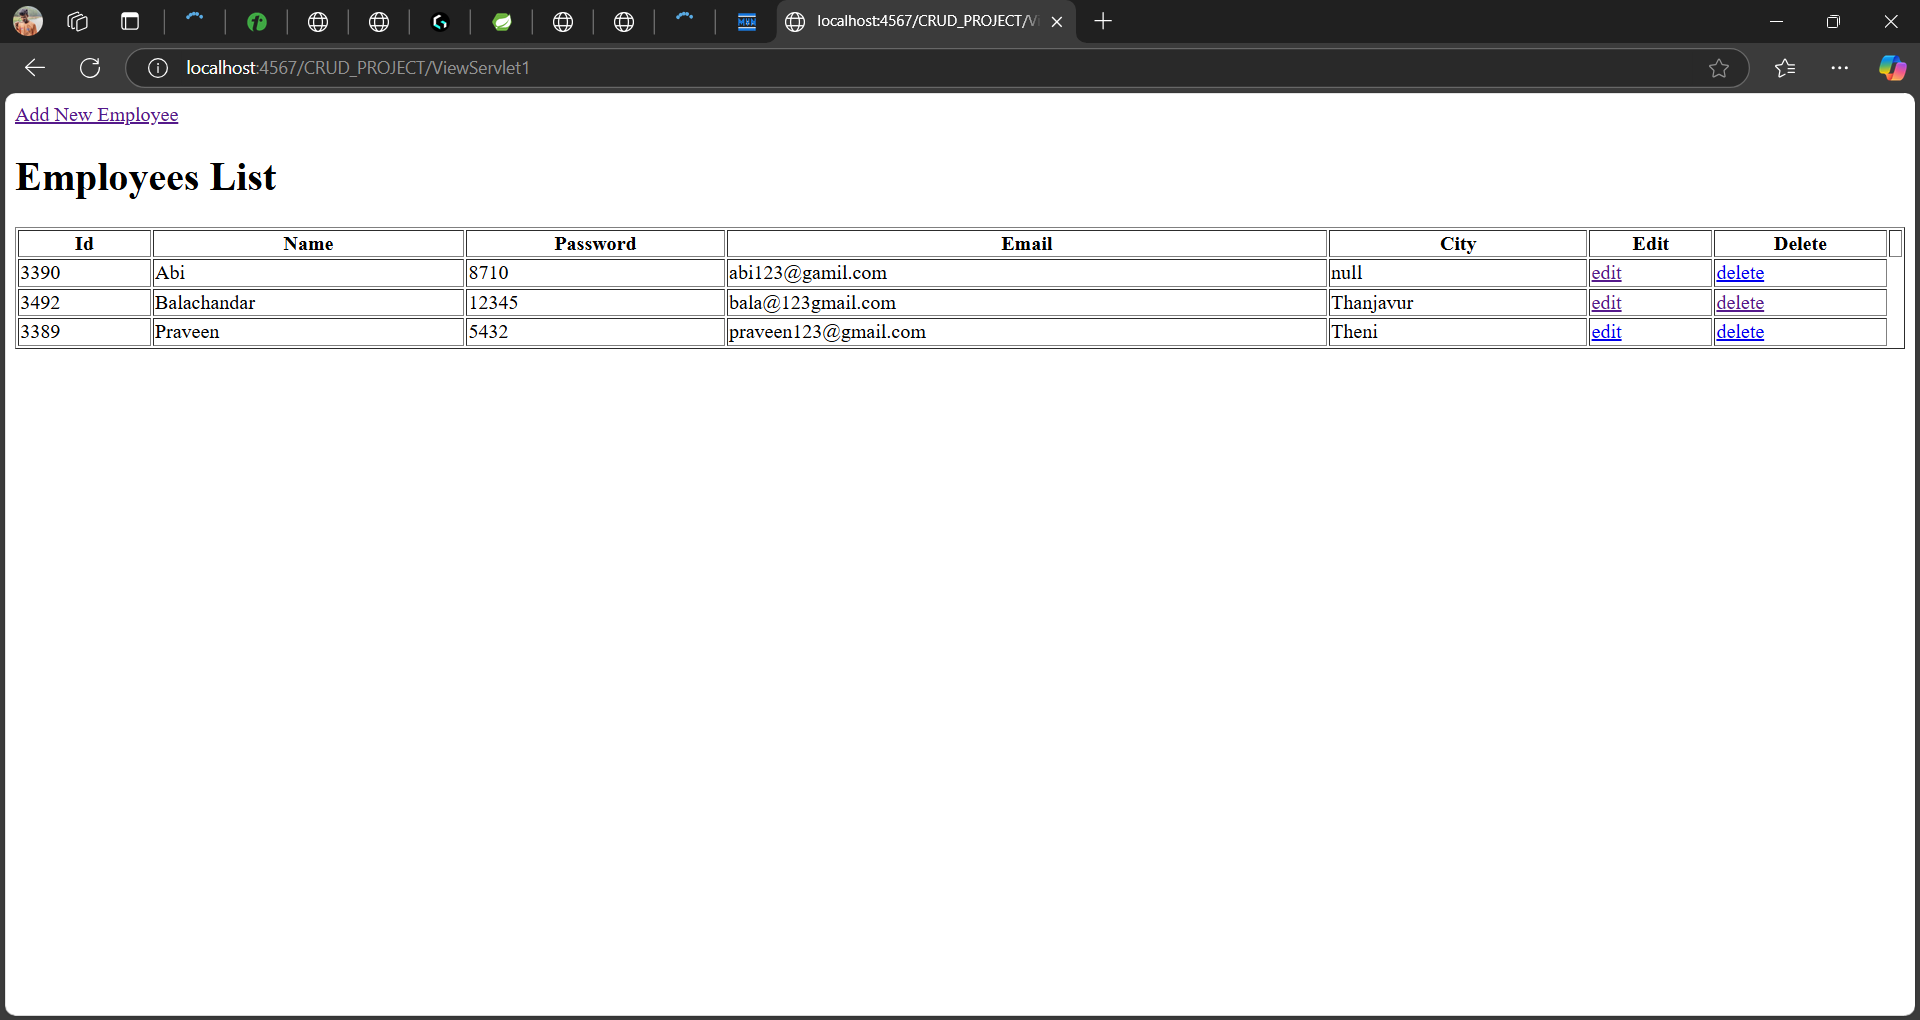 localhost:4567/CRUD_PROJECT/V
localhost:4567/CRUD_PROJECT/ViewServlet1
Add New Employee
Employees List
Id Name Password Email City Edit Delete
3390 Abi 8710 abi123@gamil.com null edit delete
3492 Balachandar 12345 bala@123gmail.com Thanjavur edit delete
3389 Praveen 5432 praveen123@gmail.com Theni edit delete